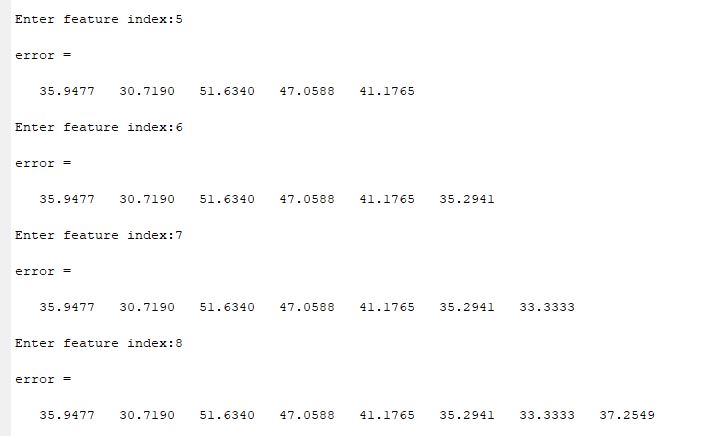 Enter feature index:5
error =
35.9477 30.7190 51.6340 47.0588 41.1765
Enter feature index:6
error =
35.9477 30.7190 51.6340 47.0588 41.1765 35.2941
Enter feature index:7
error =
35.9477 30.7190 51.6340 47.0588 41.1765 35.2941 33.3333
Enter feature index:8
error =
35.9477 30.7190 51.6340 47.0588 41.1765 35.2941 33.3333 37.2549